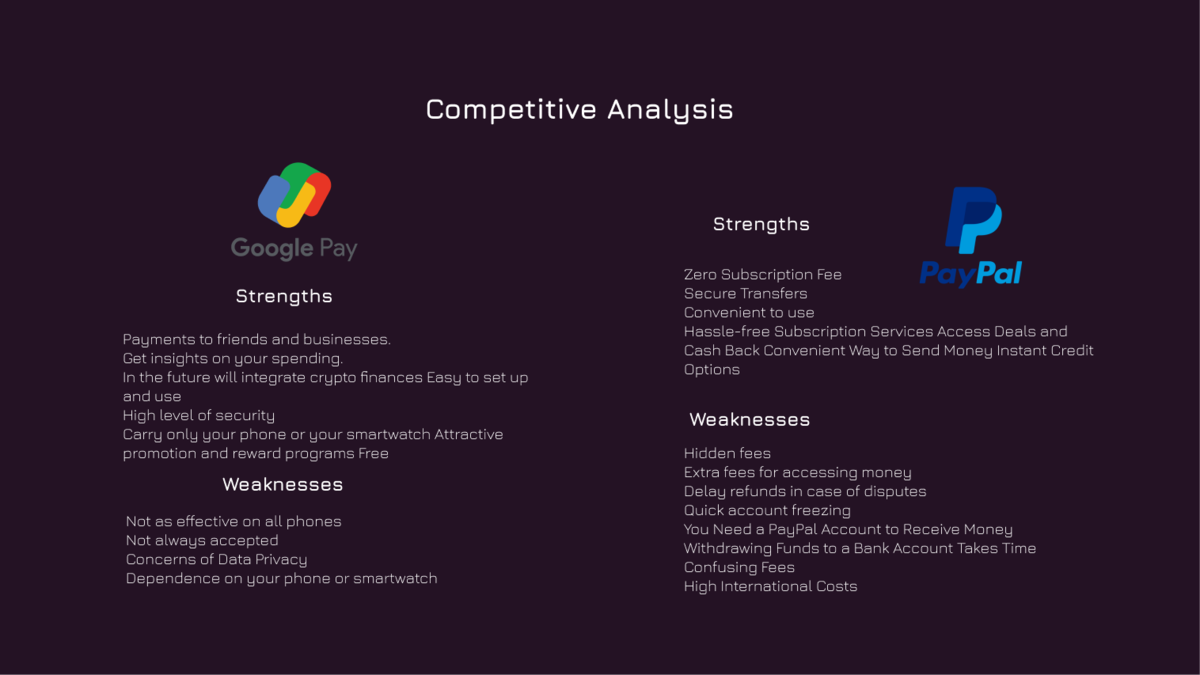 Competitive Analysis
Google Pay
Strengths
Payments to friends and businesses.
Get insights on your spending.
In the future will integrate crypto finances Easy to set up
and use
High level of security
Carry only your phone or your smartwatch Attractive
promotion and reward programs Free
Weaknesses
Not as effective on all phones
Not always accepted
Concerns of Data Privacy
Dependence on your phone or smartwatch
Strengths
PayPal
Zero Subscription Fee
Secure Transfers
Convenient to use
Hassle-free Subscription Services Access Deals and
Cash Back Convenient Way to Send Money Instant Credit
Options
Weaknesses
Hidden fees
Extra fees for accessing money
Delay refunds in case of disputes
Quick account freezing
You Need a PayPal Account to Receive Money
Withdrawing Funds to a Bank Account Takes Time
Confusing Fees
High International Costs